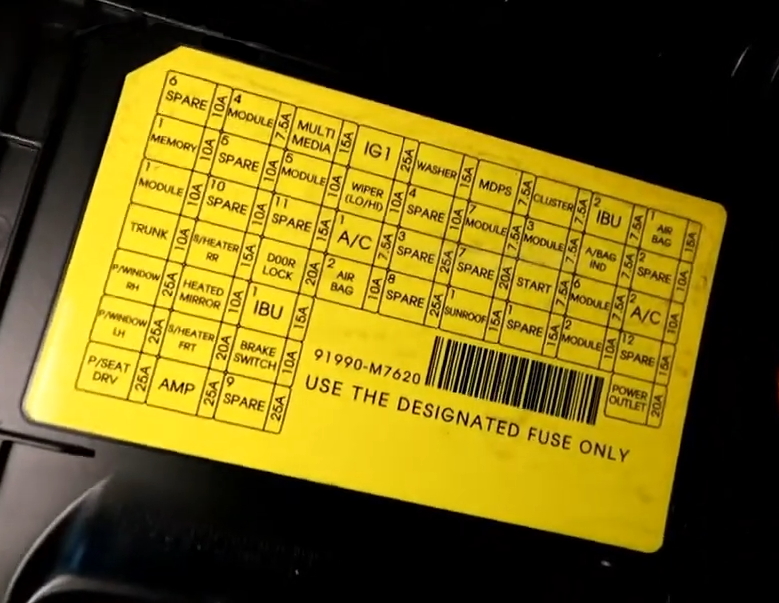 6 SPARE 10A 4 MODULE 7.5A MULTI MEDIA 15A IG1 25A WASHER 15A MDPS 7.5A CLUSTER 7.5A 2 IBU 7.5A 1 AIR BAG 15A
1 MEMORY 10A 5 SPARE 10A 5 MODULE 10A WIPER (LO/HI) 10A 4 SPARE 10A 7 MODULE 7.5A 3 MODULE 7.5A A/BAG IND 7.5A 2 SPARE 10A
1 MODULE 10A 10 SPARE 10A 11 SPARE 15A 1 A/C 7.5A 3 SPARE 25A 7 SPARE 20A START 7.5A 6 MODULE 7.5A 2 A/C 10A
TRUNK 10A S/HEATER RR 15A DOOR LOCK 20A 2 AIR BAG 10A 8 SPARE 25A 1 SUNROOF 15A 1 SPARE 15A 2 MODULE 10A 12 SPARE 15A
P/WINDOW RH 25A HEATED MIRROR 10A 1 IBU 15A POWER OUTLET 20A
P/WINDOW LH 25A S/HEATER FRT 20A BRAKE SWITCH 10A
P/SEAT DRV 25A AMP 25A 9 SPARE 25A
91990-M7620
USE THE DESIGNATED FUSE ONLY